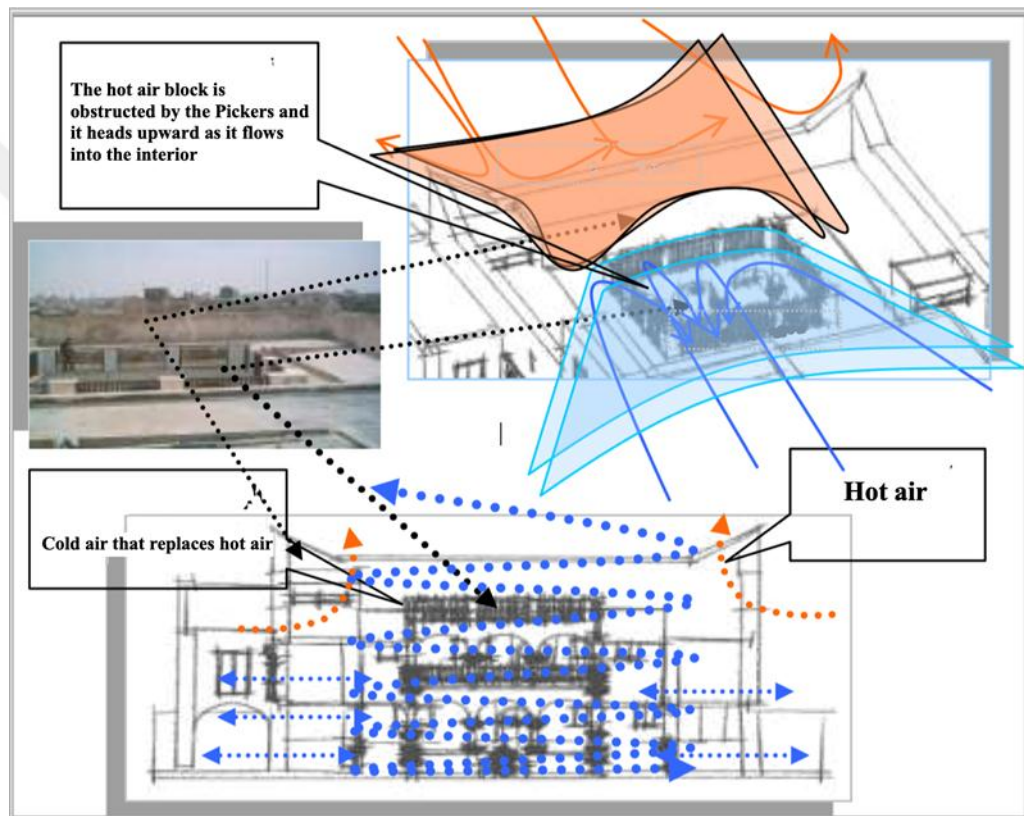 The hot air block is
obstructed by the Pickers and
it heads upward as it flows
into the interior
Hot air
Cold air that replaces hot air